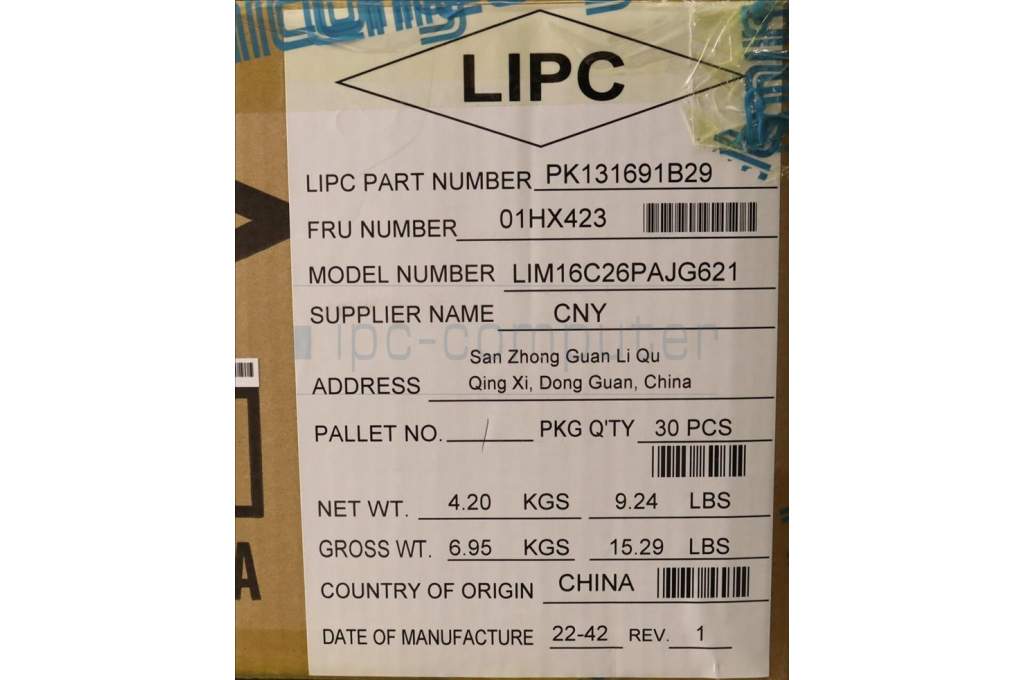 LIPC
LIPC PART NUMBER PK131691B29
FRU NUMBER 01HX423
MODEL NUMBER LIM16C26PAJG621
SUPPLIER NAME CNY
ipc-computer
San Zhong Guan Li Qu
ADDRESS Qing Xi, Dong Guan, China
PALLET NO. / PKG Q'TY 30 PCS
NET WT. 4.20 KGS 9.24 LBS
GROSS WT. 6.95 KGS 15.29 LBS
COUNTRY OF ORIGIN CHINA
DATE OF MANUFACTURE 22-42 REV. 1
A